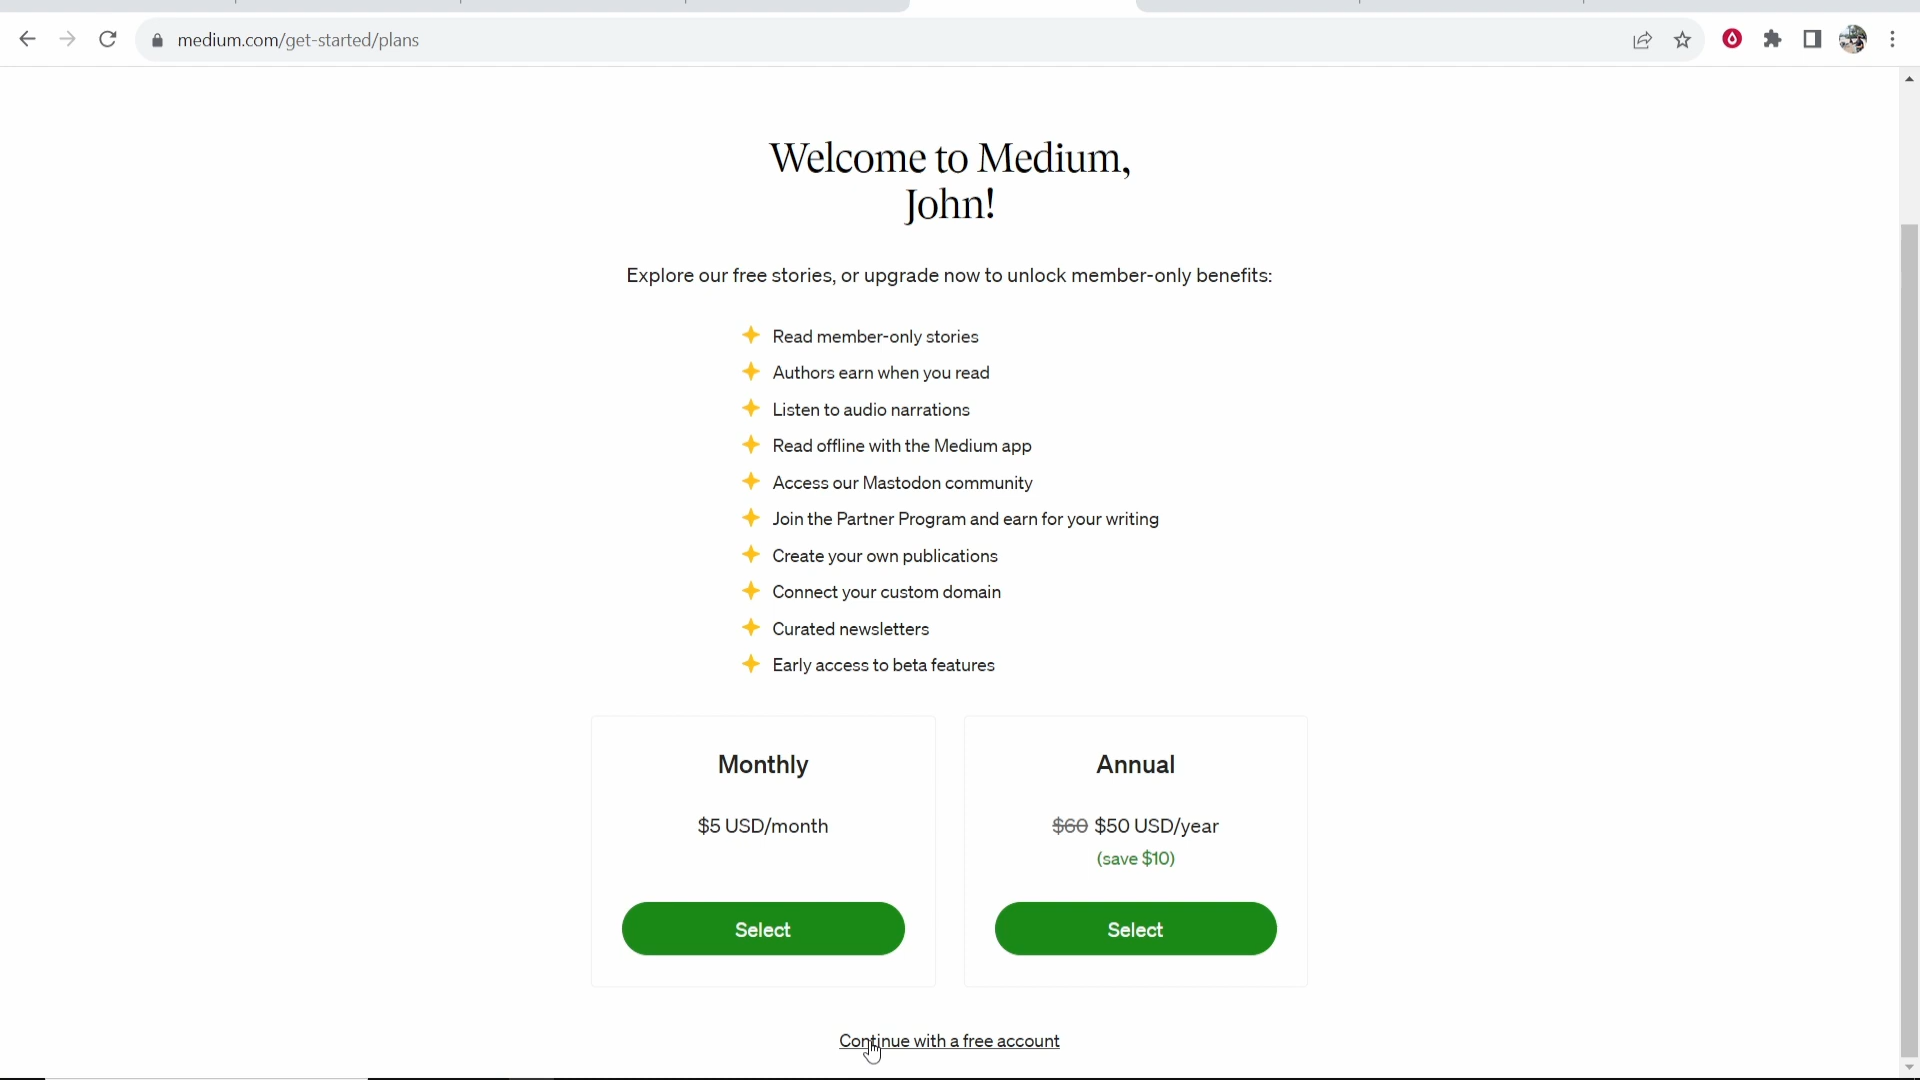 medium.com/get-started/plans
Welcome to Medium,
John!
Explore our free stories, or upgrade now to unlock member-only benefits:
Read member-only stories
Authors earn when you read
Listen to audio narrations
Read offline with the Medium app
Access our Mastodon community
Join the Partner Program and earn for your writing
Create your own publications
Connect your custom domain
Curated newsletters
Early access to beta features
Monthly
$5 USD/month
Select
Annual
$60 $50 USD/year
(save $10)
Select
Continue with a free account